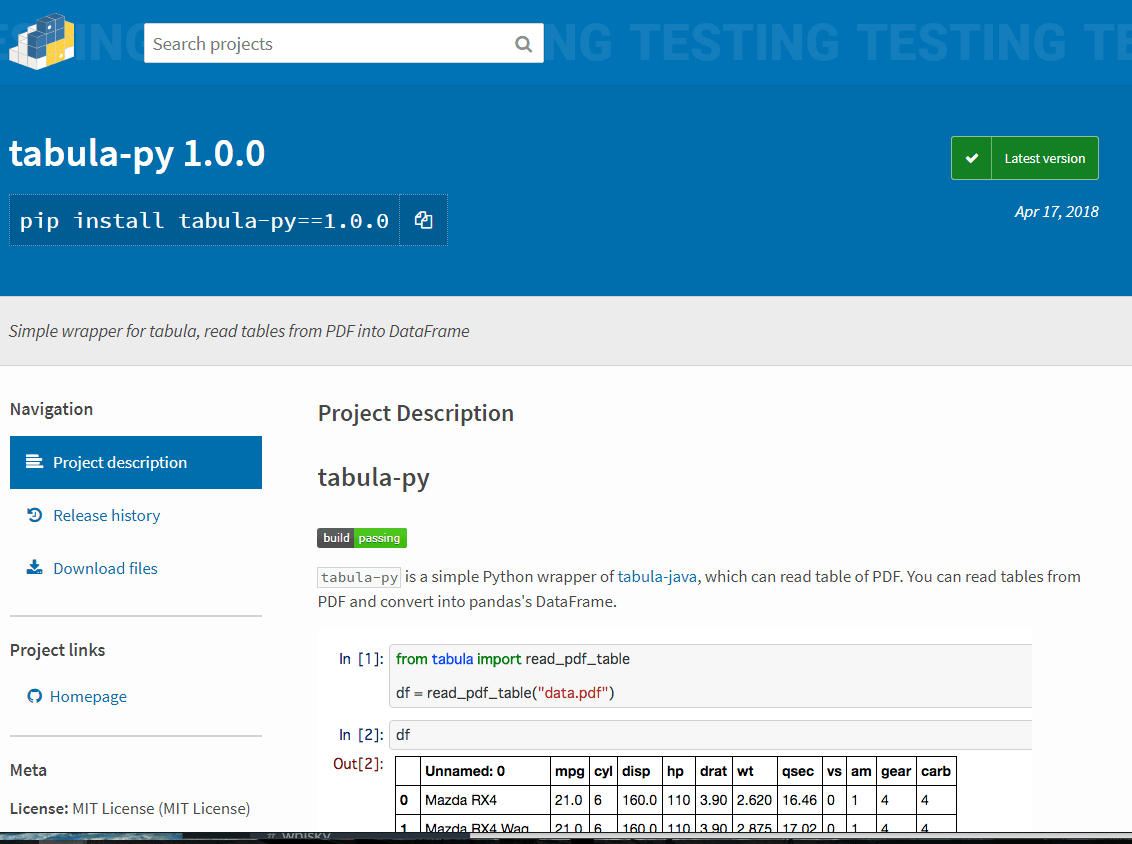 TESTING TESTING TESTING TE
Search projects
tabula-py 1.0.0
Latest version
pip install tabula-py==1.0.0
Apr 17, 2018
Simple wrapper for tabula, read tables from PDF into DataFrame
Navigation
Project description
Release history
Download files
Project links
Homepage
Meta
License: MIT License (MIT License)
Project Description
tabula-py
build passing
tabula-py is a simple Python wrapper of tabula-java, which can read table of PDF. You can read tables from
PDF and convert into pandas's DataFrame.
In [1]: from tabula import read_pdf_table
df = read_pdf_table("data.pdf")
In [2]: df
Out[2]:
Unnamed: 0 mpg cyl disp hp drat wt qsec vs am gear carb
0 Mazda RX4 21.0 6 160.0 110 3.90 2.620 16.46 0 1 4 4
1 Mazda RX4 Wag 21.0 6 160.0 110 3.90 2.875 17.02 0 1 4 4
# whisky